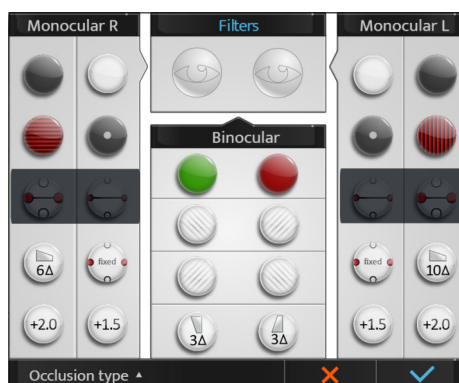 Monocular R
Filters
Monocular L
Binocular
6Δ
fixed
fixed
10Δ
+2.0
+1.5
3Δ
3Δ
+1.5
+2.0
Occlusion type